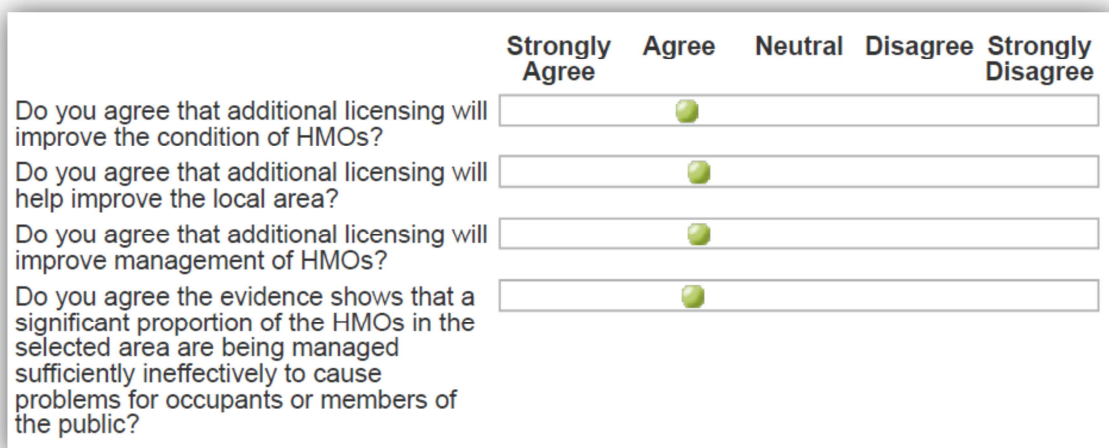 Strongly Agree Agree Neutral Disagree Strongly Disagree
Do you agree that additional licensing will
improve the condition of HMOs?
Do you agree that additional licensing will
help improve the local area?
Do you agree that additional licensing will
improve management of HMOs?
Do you agree the evidence shows that a
significant proportion of the HMOs in the
selected area are being managed
sufficiently ineffectively to cause
problems for occupants or members of
the public?